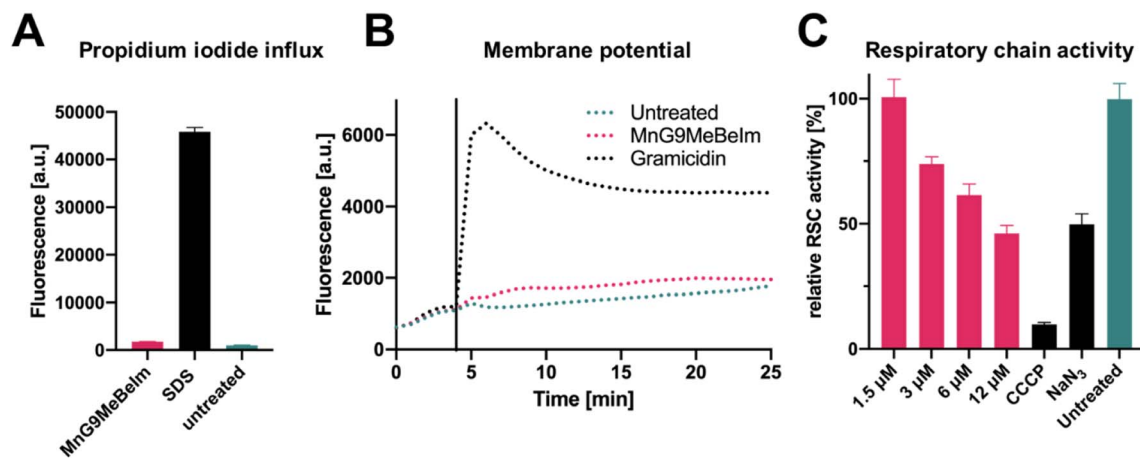 A
Propidium iodide influx
Fluorescence [a.u.]
50000
40000
30000
20000
10000
0
MnG9MeBeIm
SDS
untreated
B
Membrane potential
Fluorescence [a.u.]
6000
4000
2000
0
Untreated
MnG9MeBeIm
Gramicidin
0
5
10
15
20
25
Time [min]
C
Respiratory chain activity
relative RSC activity [%]
100
50
0
1.5 µM
3 µM
6 µM
12 µM
CCCP
NaN₃
Untreated